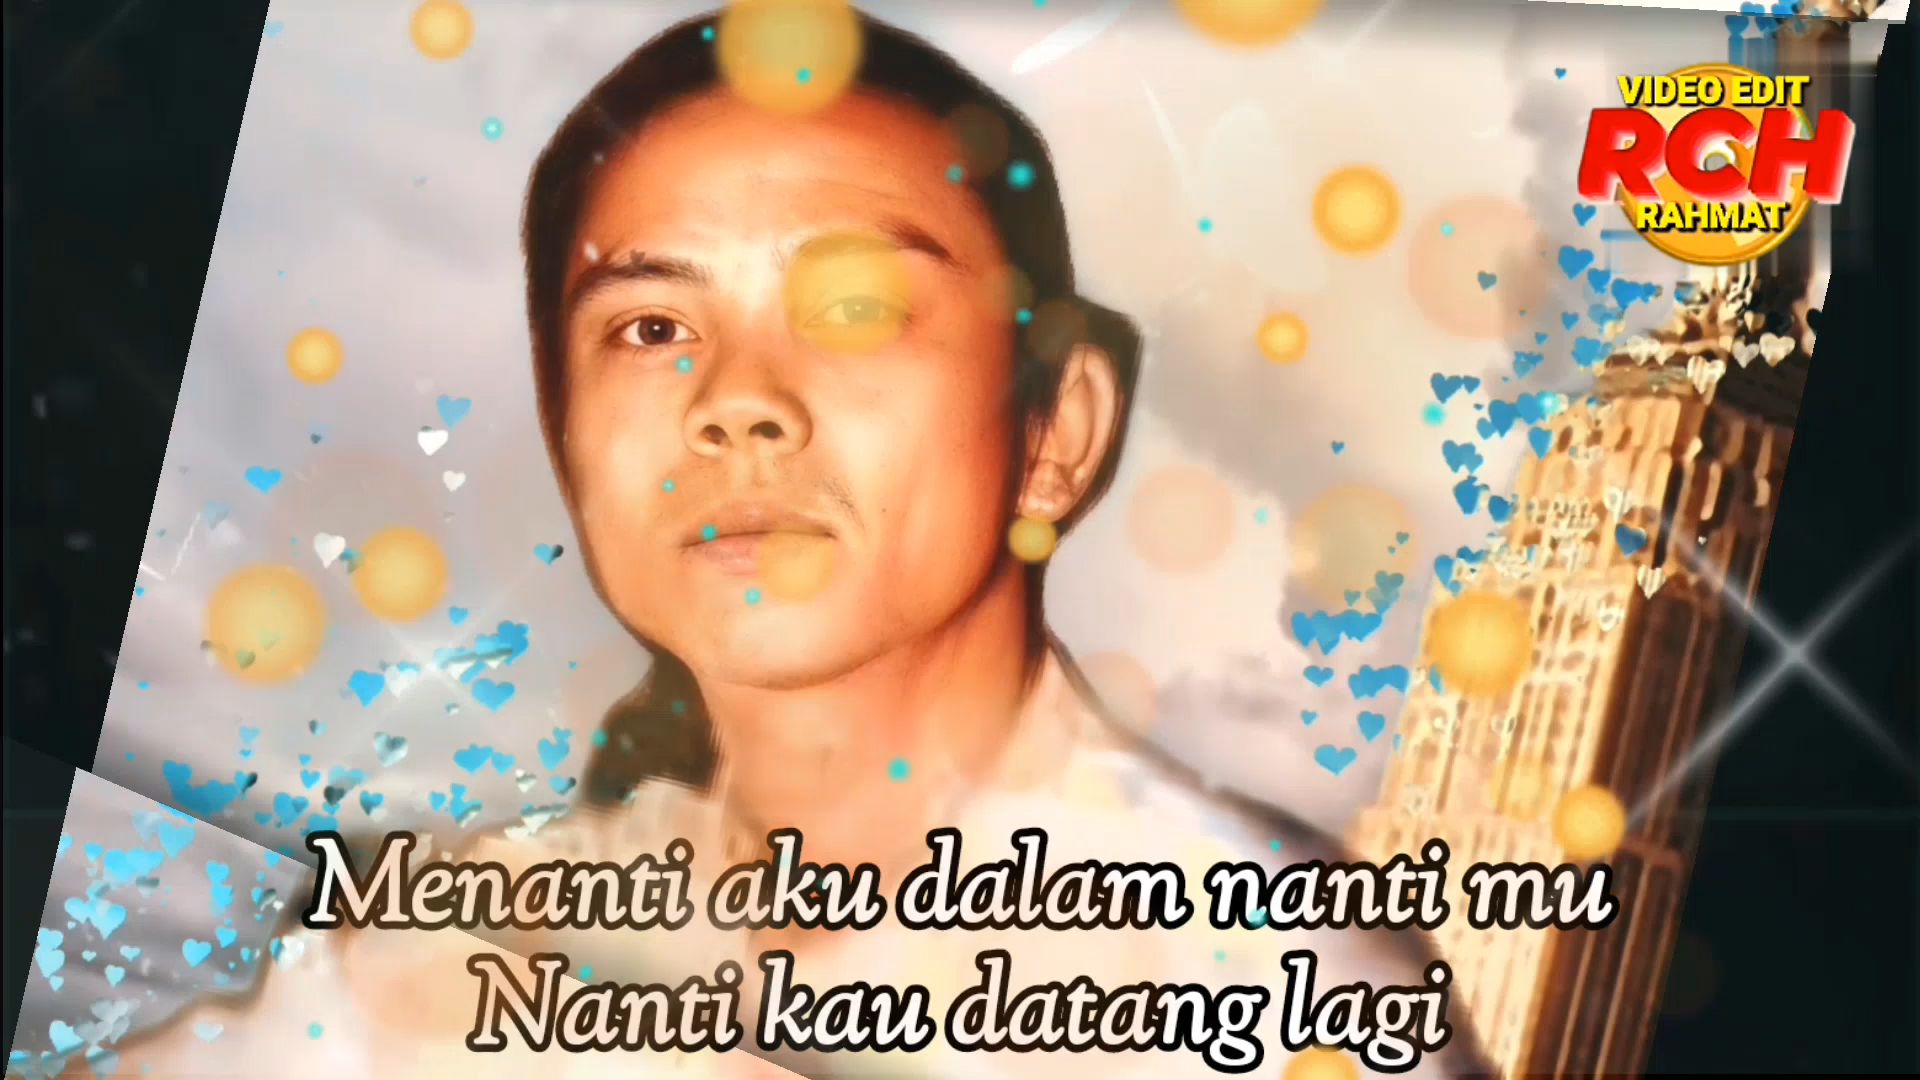 VIDEO EDIT
RCH
RAHMAT
Menanti aku dalam nanti mu
Nanti kau datang lagi